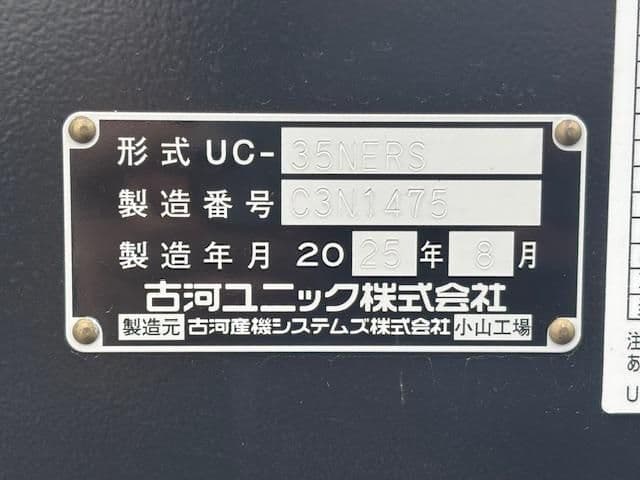 形式 UC- 35NERS
製造番号 C3N1475
製造年月 2025年8月
古河ユニック株式会社
製造元 古河産機システムズ株式会社 小山工場
注
あ
U